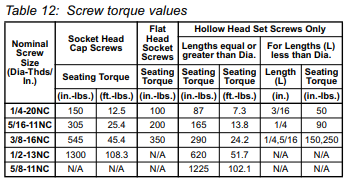 Table 12: Screw torque values
Nominal Screw Size (Dia-Thds/In.) Socket Head Cap Screws Flat Head Socket Screws Hollow Head Set Screws Only
Lengths equal or greater than Dia. For Lengths (L) less than Dia.
Seating Torque Seating Torque Seating Torque Seating Torque Length (L) Seating Torque
(in.-lbs.) (ft.-lbs.) (in.-lbs.) (in.-lbs.) (ft.-lbs.) (in.) (in.-lbs.)
1/4-20NC 150 12.5 100 87 7.3 3/16 50
5/16-11NC 305 25.4 200 165 13.8 1/4 90
3/8-16NC 545 45.4 350 290 24.2 1/4,5/16 150,250
1/2-13NC 1300 108.3 N/A 620 51.7 N/A N/A
5/8-11NC N/A N/A N/A 1225 102.1 N/A N/A